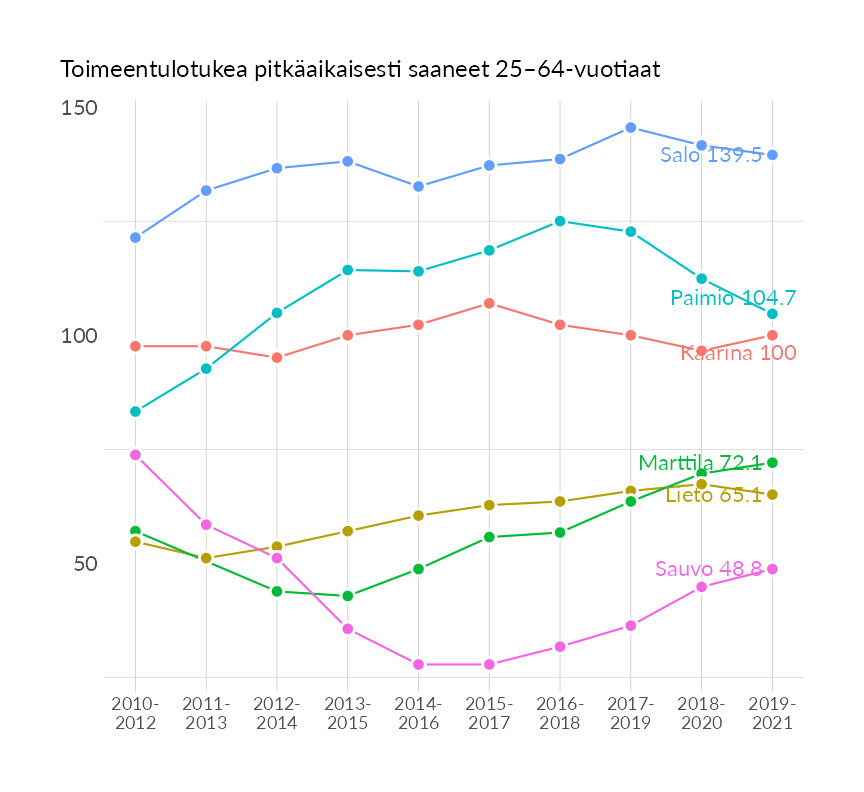 Toimeentulotukea pitkäaikaisesti saaneet 25–64-vuotiaat
150
Salo 139.5
Paimio 104.7
100
Kaarina 100
Marttila 72.1
Lieto 65.1
50
Sauvo 48.8
2010- 2011- 2012- 2013- 2014- 2015- 2016- 2017- 2018- 2019-
2012 2013 2014 2015 2016 2017 2018 2019 2020 2021